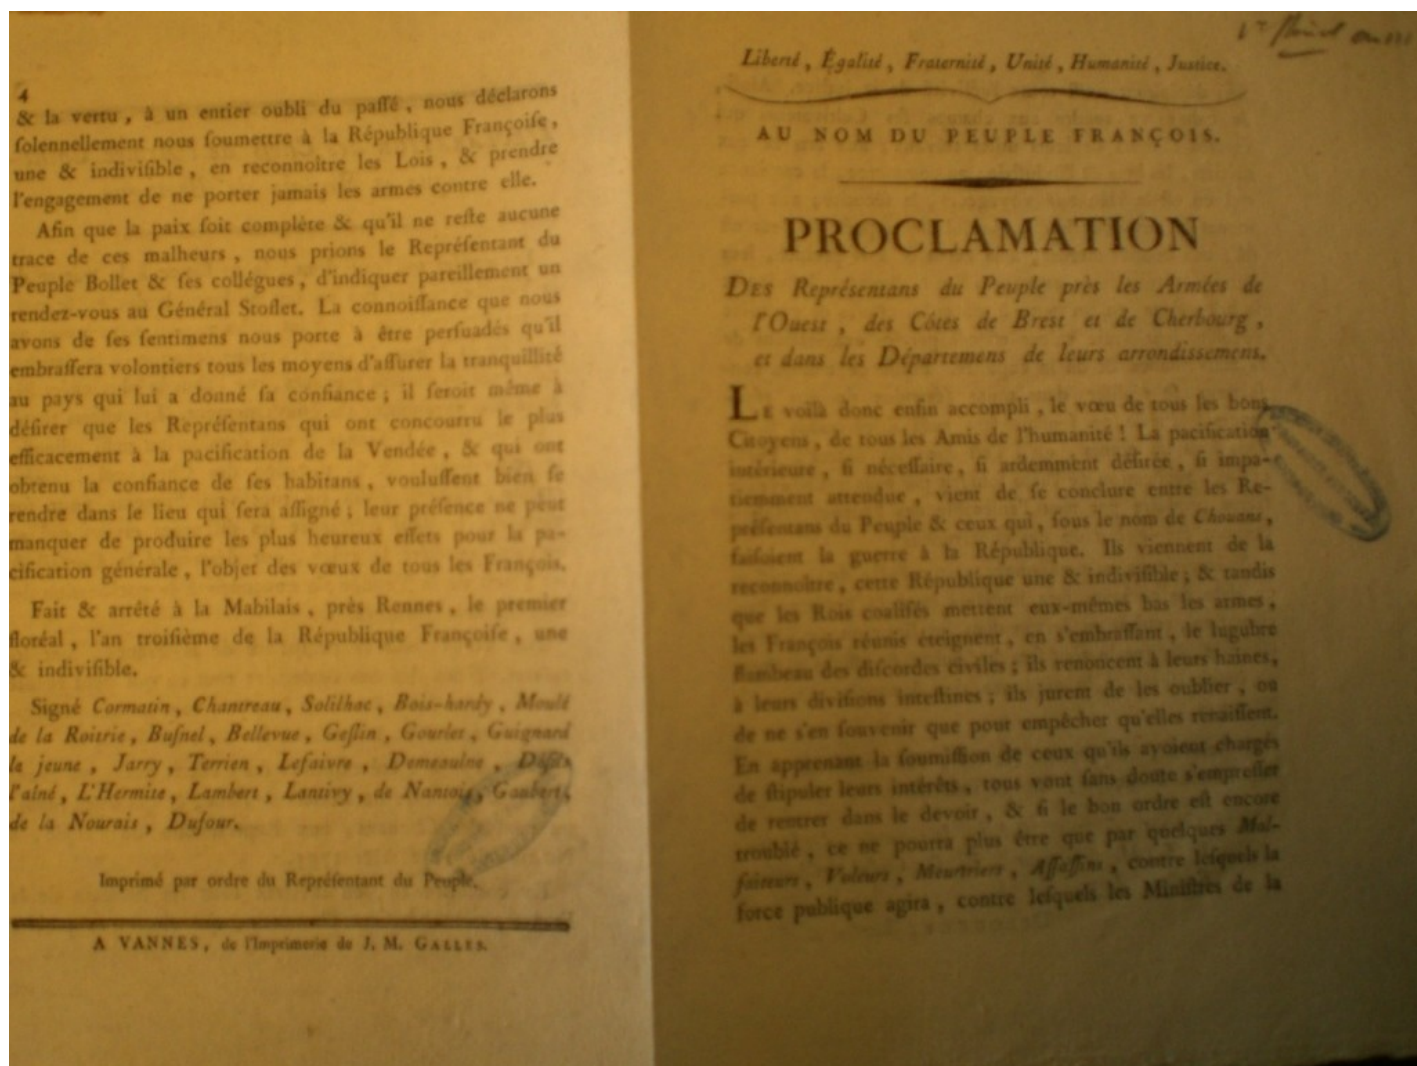 4
& la vertu, à un entier oubli du paſſé, nous déclarons
ſolennellement nous ſoumettre à la République Françoiſe,
une & indiviſible, en reconnoître les Lois, & prendre
l'engagement de ne porter jamais les armes contre elle.
Afin que la paix ſoit complète & qu'il ne reſte aucune
trace de ces malheurs, nous prions le Repréſentant du
Peuple Bollet & ſes collégues, d'indiquer pareillement un
rendez-vous au Général Stoflet. La connoiſſance que nous
avons de ſes ſentimens nous porte à être perſuadés qu'il
embraſſera volontiers tous les moyens d'aſſurer la tranquillité
au pays qui lui a donné ſa confiance; il ſeroit même à
déſirer que les Repréſentans qui ont concourru le plus
efficacement à la pacification de la Vendée, & qui ont
obtenu la confiance de ſes habitans, vouluſſent bien ſe
rendre dans le lieu qui ſera aſſigné; leur préſence ne peut
manquer de produire les plus heureux effets pour la pa-
cification générale, l'objet des vœux de tous les François.
Fait & arrêté à la Mabilais, près Rennes, le premier
floréal, l'an troiſième de la République Françoiſe, une
& indiviſible.
Signé Cormatin, Chantreau, Solilhac, Bois-hardy, Moulé
de la Roitrie, Buſnel, Bellevue, Geſlin, Gourlet, Guignard
le jeune, Jarry, Terrien, Lefaivre, Demeaulne,
l'aîné, L'Hermite, Lambert, Lantivy, de Nantois, Gaubert,
de la Nourais, Dufour.
Imprimé par ordre du Repréſentant du Peuple.
A VANNES, de l'Imprimerie de J. M. GALLES.
Liberté, Égalité, Fraternité, Unité, Humanité, Justice.
AU NOM DU PEUPLE FRANÇOIS.
PROCLAMATION
DES Représentans du Peuple près les Armées de
l'Ouest, des Côtes de Brest et de Cherbourg,
et dans les Départemens de leurs arrondissemens.
LE voilà donc enfin accompli, le vœu de tous les bons
Citoyens, de tous les Amis de l'humanité! La pacification
intérieure, ſi néceſſaire, ſi ardemment déſirée, ſi impa-
tiemment attendue, vient de ſe conclure entre les Re-
préſentans du Peuple & ceux qui, ſous le nom de Chouans,
faiſoient la guerre à la République. Ils viennent de la
reconnoître, cette République une & indiviſible; & tandis
que les Rois coaliſés mettent eux-mêmes bas les armes,
les François réunis éteignent, en s'embraſſant, le lugubre
flambeau des diſcordes civiles; ils renoncent à leurs haines,
à leurs diviſions inteſtines; ils jurent de les oublier, ou
de ne s'en ſouvenir que pour empêcher qu'elles renaiſſent.
En apprenant la ſoumiſſion de ceux qu'ils avoient chargés
de ſtipuler leurs intérêts, tous vont ſans doute s'empreſſer
de rentrer dans le devoir, & ſi le bon ordre eſt encore
troublé, ce ne pourra plus être que par quelques Mal-
faiteurs, Voleurs, Meurtriers, Aſſaſſins, contre leſquels la
force publique agira, contre leſquels les Miniſtres de la